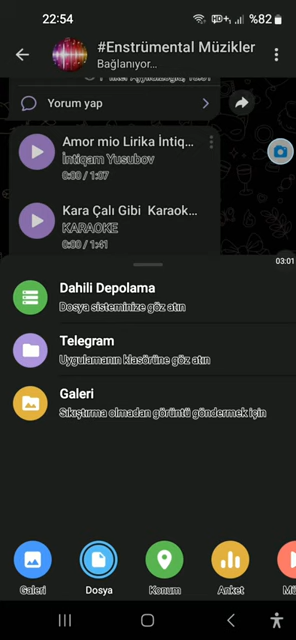 22:54
HD+ %82
#Enstrümental Müzikler
Bağlanıyor...
Yorum yap
Amor mio Lirika İntiq...
İntiqam Yusubov
0:00 / 1:07
Kara Çalı Gibi Karaok...
KARAOKE
0:00 / 1:41
03:01
Dahili Depolama
Dosya sisteminize göz atın
Telegram
Uygulamanın klasörüne göz atın
Galeri
Sıkıştırma olmadan görüntü göndermek için
Galeri Dosya Konum Anket